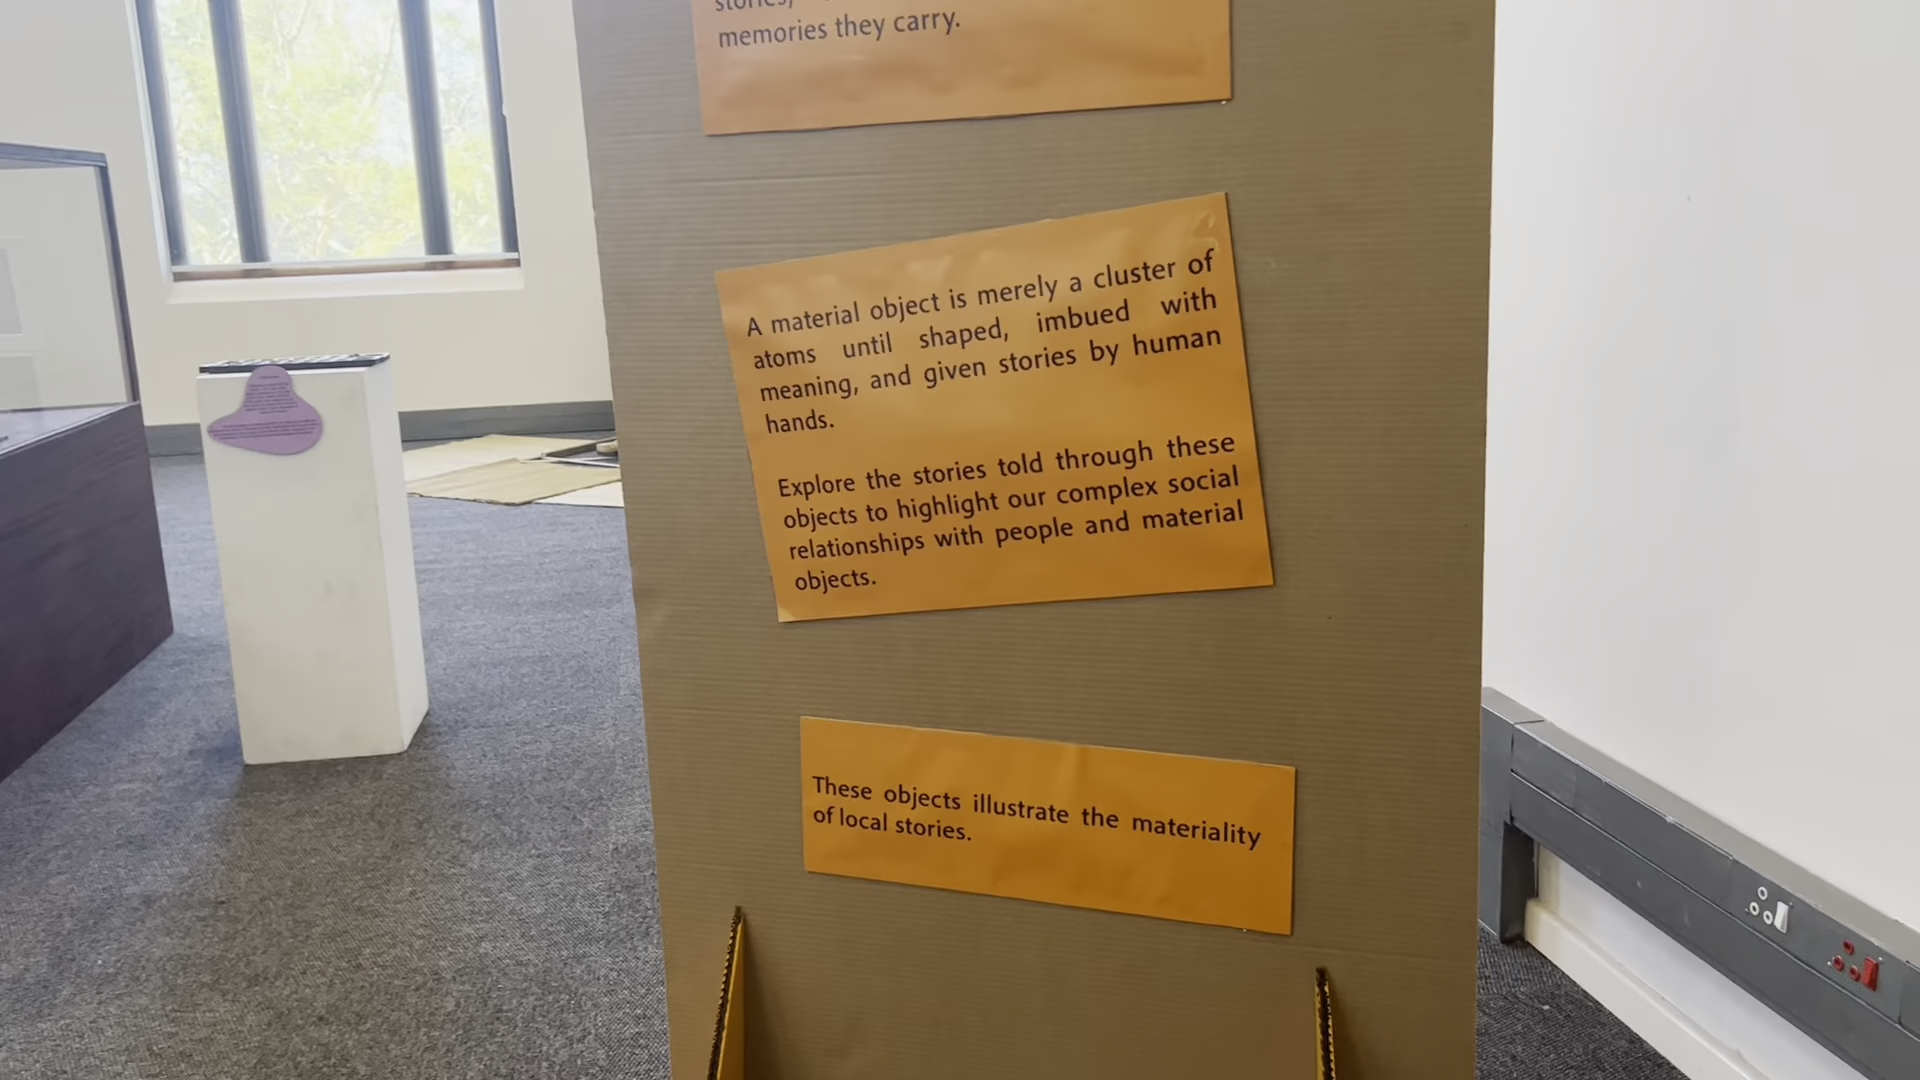 stories,
memories they carry.
A material object is merely a cluster of
atoms until shaped, imbued with
meaning, and given stories by human
hands.
Explore the stories told through these
objects to highlight our complex social
relationships with people and material
objects.
These objects illustrate the materiality
of local stories.